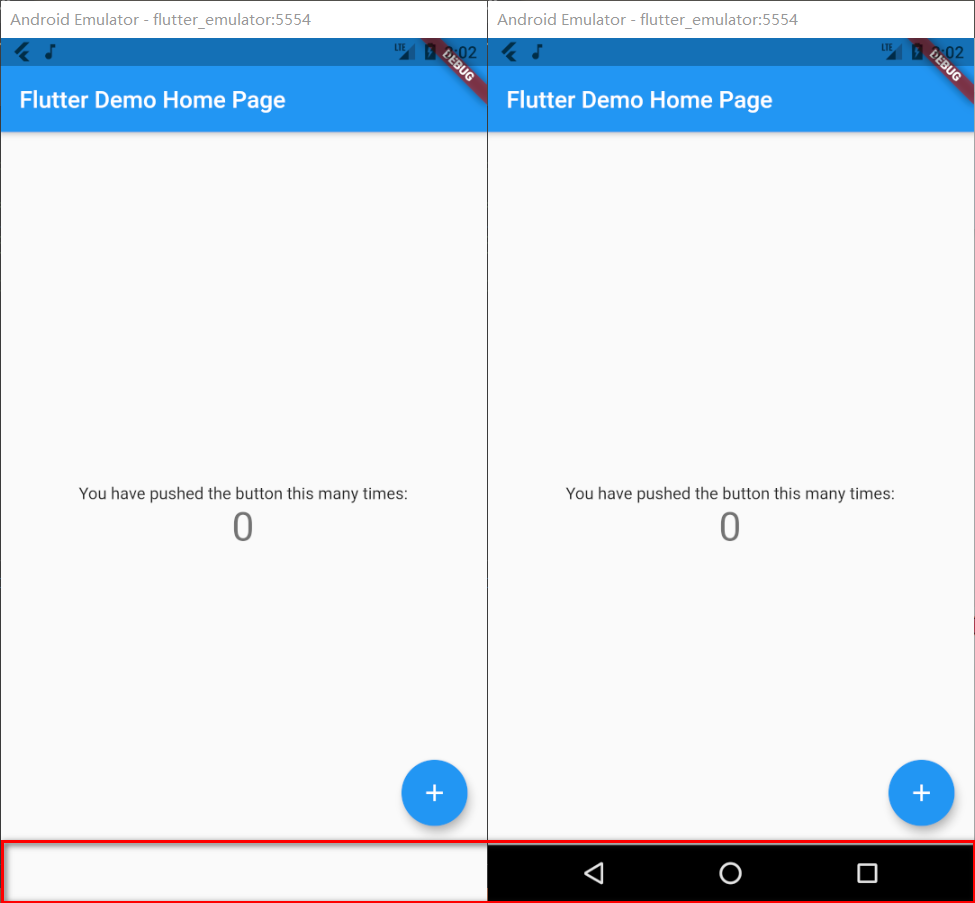 Android Emulator - flutter_emulator:5554
LTE
:02
Flutter Demo Home Page
DEBUG
You have pushed the button this many times:
0
+
Android Emulator - flutter_emulator:5554
LTE
:02
Flutter Demo Home Page
DEBUG
You have pushed the button this many times:
0
+